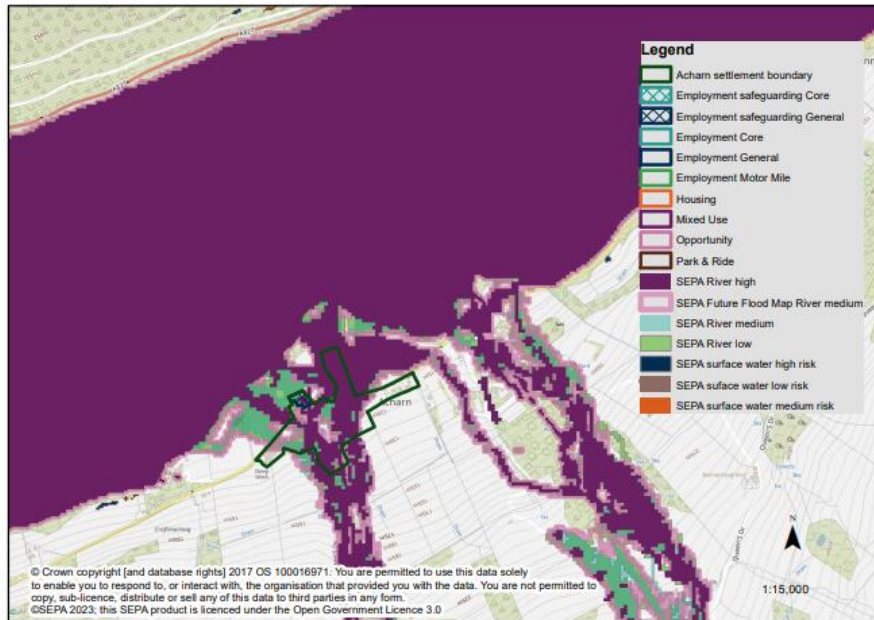 A827
A827
Legend
Acharn settlement boundary
Employment safeguarding Core
Employment safeguarding General
Employment Core
Employment General
Employment Motor Mile
Housing
Mixed Use
Opportunity
Park & Ride
SEPA River high
SEPA Future Flood Map River medium
SEPA River medium
SEPA River low
SEPA surface water high risk
SEPA suface water low risk
SEPA surface water medium risk
Acharn
Queen's Dr
Queen's Dr
N
1:15,000
© Crown copyright [and database rights] 2017 OS 100016971. You are permitted to use this data solely
to enable you to respond to, or interact with, the organisation that provided you with the data. You are not permitted to
copy, sub-licence, distribute or sell any of this data to third parties in any form.
©SEPA 2023; this SEPA product is licenced under the Open Government Licence 3.0